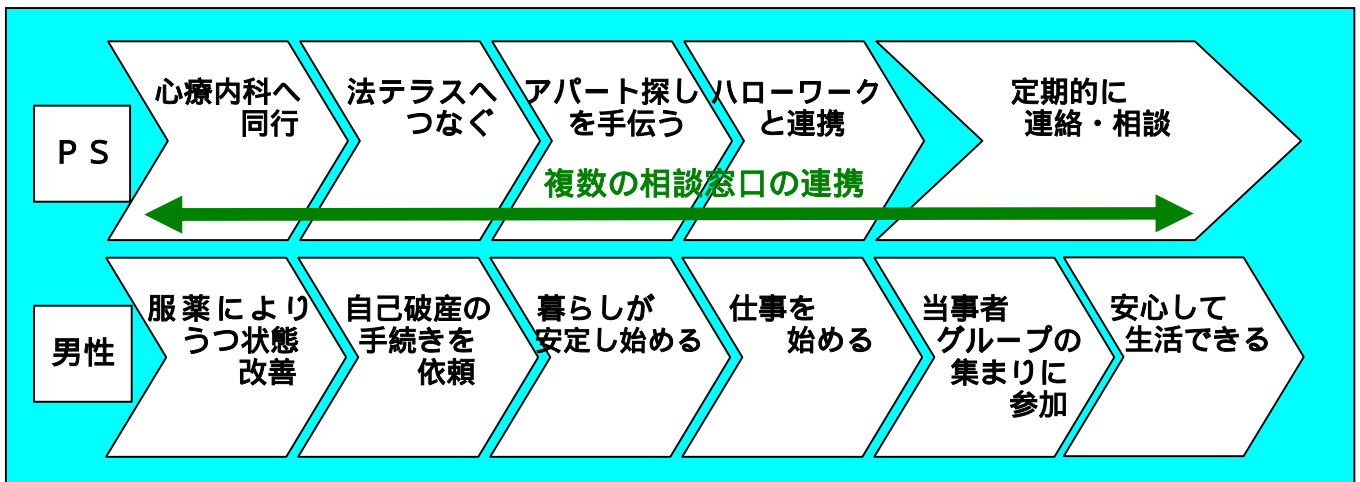 ＰＳ
心療内科へ
同行
法テラスへ
つなぐ
アパート探し
を手伝う
ハローワーク
と連携
定期的に
連絡・相談
複数の相談窓口の連携
男性
服薬により
うつ状態
改善
自己破産の
手続きを
依頼
暮らしが
安定し始める
仕事を
始める
当事者
グループの
集まりに
参加
安心して
生活できる